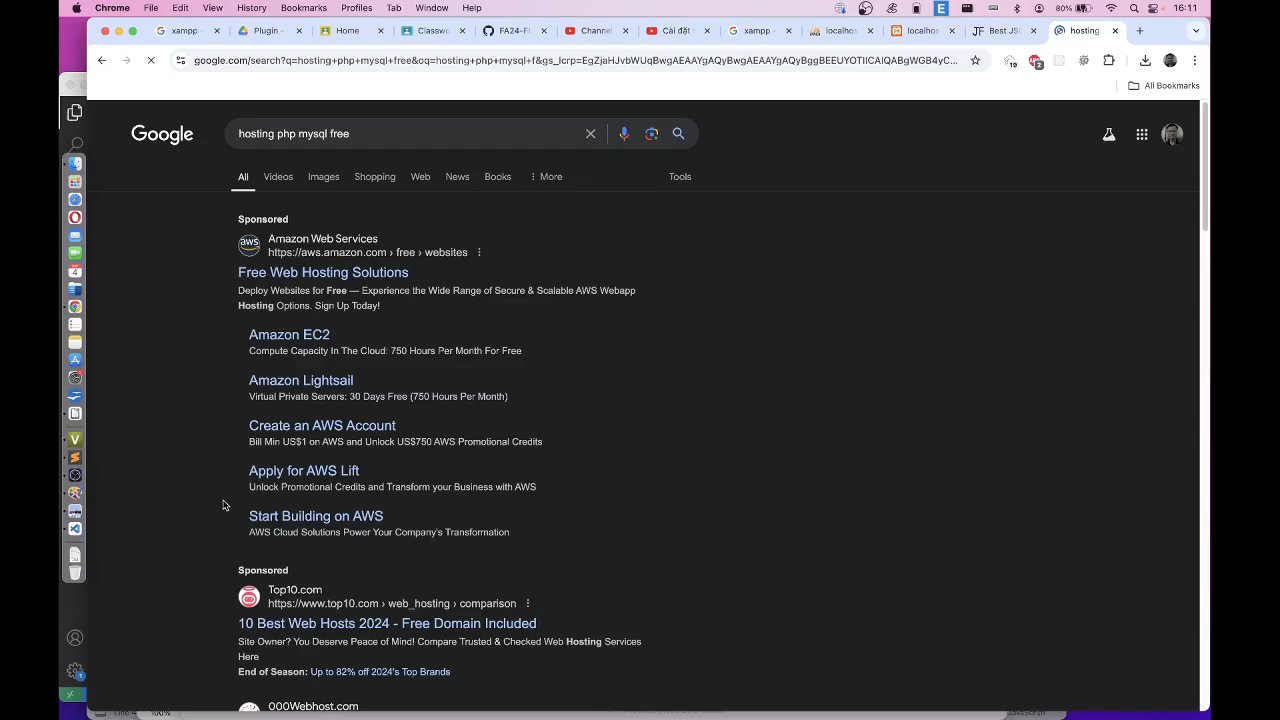 Chrome File Edit View History Bookmarks Profiles Tab Window Help E 80% 16:11
xampp - Plugin - Home Classwo FA24-FU Channel Cài đặt xampp - localhos localhos JF Best JSO hosting
google.com/search?q=hosting+php+mysql+free&oq=hosting+php+mysql+f&gs_lcrp=EgZjaHJvbWUqBwgAEAAYgAQyBwgAEAAYgAQyBggBEEUYOTIICAIQABgWGB4yC... 19 2
All Bookmarks
Google
hosting php mysql free
All Videos Images Shopping Web News Books More Tools
Sponsored
aws
Amazon Web Services
https://aws.amazon.com › free › websites
Free Web Hosting Solutions
Deploy Websites for Free — Experience the Wide Range of Secure & Scalable AWS Webapp
Hosting Options. Sign Up Today!
Amazon EC2
Compute Capacity In The Cloud: 750 Hours Per Month For Free
Amazon Lightsail
Virtual Private Servers: 30 Days Free (750 Hours Per Month)
Create an AWS Account
Bill Min US$1 on AWS and Unlock US$750 AWS Promotional Credits
Apply for AWS Lift
Unlock Promotional Credits and Transform your Business with AWS
Start Building on AWS
AWS Cloud Solutions Power Your Company's Transformation
Sponsored
Top10.com
https://www.top10.com › web_hosting › comparison
10 Best Web Hosts 2024 - Free Domain Included
Site Owner? You Deserve Peace of Mind! Compare Trusted & Checked Web Hosting Services
Here
End of Season: Up to 82% off 2024's Top Brands
000Webhost.com